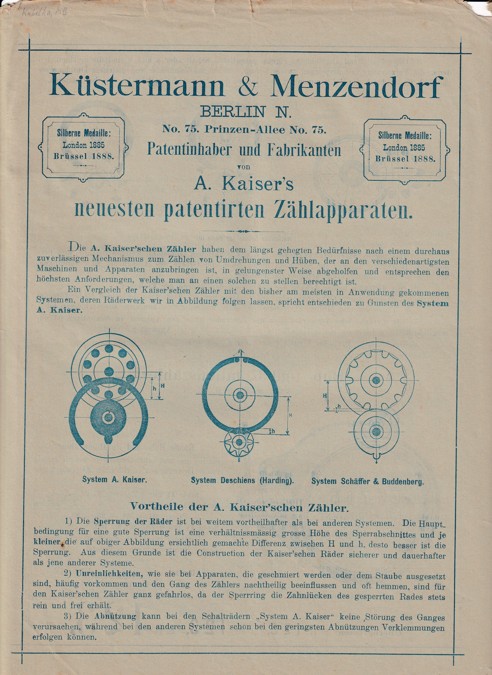 Küstermann & Menzendorf
BERLIN N.
No. 75. Prinzen-Allee No. 75.
Silberne Medaille:
London 1885
Brüssel 1888.
Patentinhaber und Fabrikanten
von
Silberne Medaille:
London 1885
Brüssel 1888.
A. Kaiser's
neuesten patentirten Zählapparaten.
Die A. Kaiser'schen Zähler haben dem längst gehegten Bedürfnisse nach einem durchaus
zuverlässigen Mechanismus zum Zählen von Umdrehungen und Hüben, der an den verschiedenartigsten
Maschinen und Apparaten anzubringen ist, in gelungenster Weise abgeholfen und entsprechen den
höchsten Anforderungen, welche man an einen solchen zu stellen berechtigt ist.
Ein Vergleich der Kaiser'schen Zähler mit den bisher am meisten in Anwendung gekommenen
Systemen, deren Räderwerk wir in Abbildung folgen lassen, spricht entschieden zu Gunsten des System
A. Kaiser.
h H
H
h
System A. Kaiser.
System Deschiens (Harding).
System Schäffer & Buddenberg.
Vortheile der A. Kaiser'schen Zähler.
1) Die Sperrung der Räder ist bei weitem vortheilhafter als bei anderen Systemen. Die Haupt-
bedingung für eine gute Sperrung ist eine verhältnismässig grosse Höhe des Sperrabschnittes und je
kleiner die auf obiger Abbildung ersichtlich gemachte Differenz zwischen H und h, desto besser ist die
Sperrung. Aus diesem Grunde ist die Construction der Kaiser'schen Räder sicherer und dauerhafter
als jene anderer Systeme.
2) Unreinlichkeiten, wie sie bei Apparaten, die geschmiert werden oder dem Staube ausgesetzt
sind, häufig vorkommen und den Gang des Zählers nachtheilig beeinflussen und oft hemmen, sind für
den Kaiser'schen Zähler ganz gefahrlos, da der Sperring die Zahnlücken des gesperrten Rades stets
rein und frei erhält.
3) Die Abnützung kann bei den Schalträdern „System A. Kaiser" keine Störung des Ganges
verursachen, während bei den anderen Systemen schon bei den geringsten Abnützungen Verklemmungen
erfolgen können.